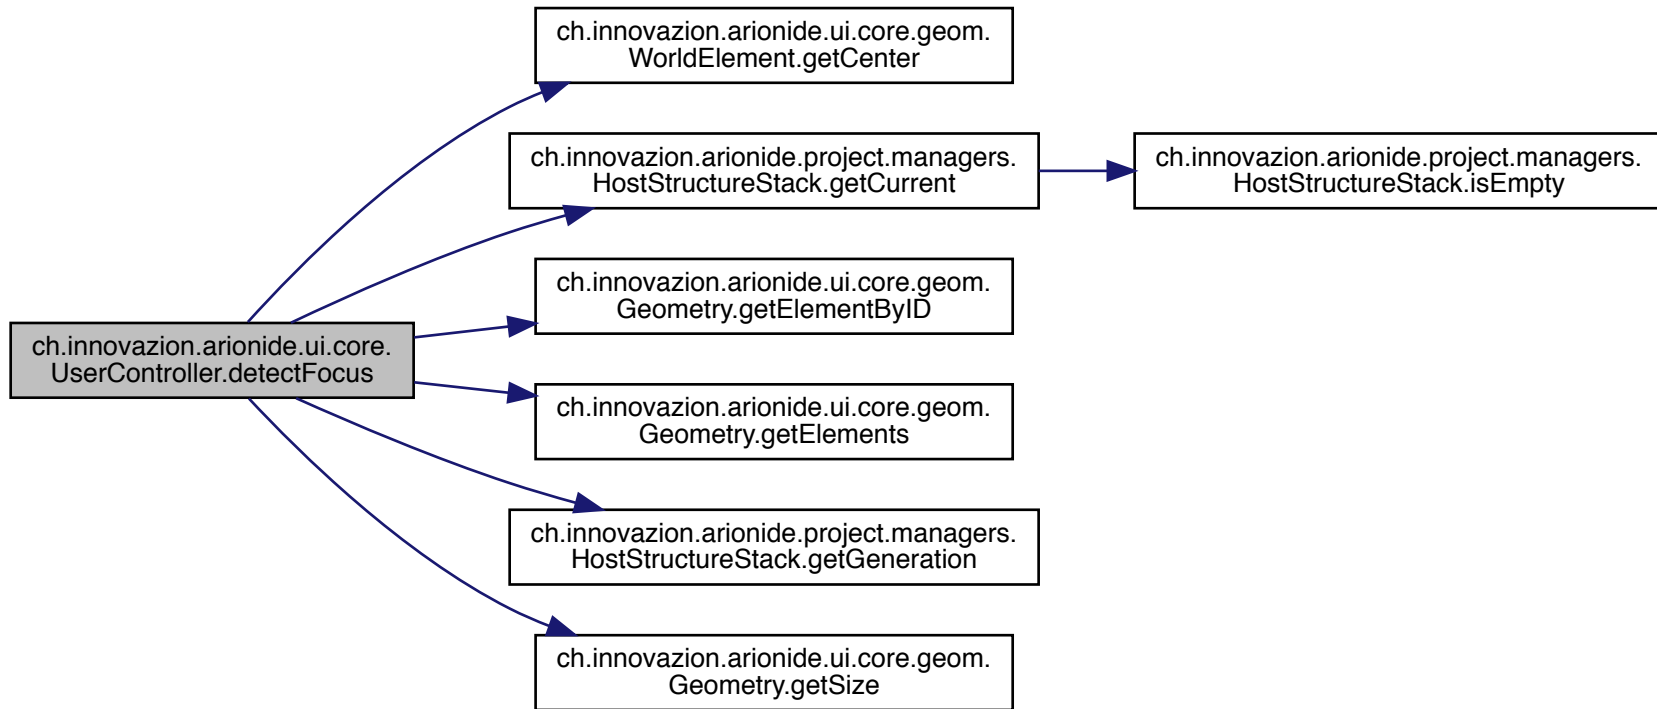 ch.innovazion.arionide.ui.core.geom.
WorldElement.getCenter
ch.innovazion.arionide.project.managers.
HostStructureStack.getCurrent
ch.innovazion.arionide.project.managers.
HostStructureStack.isEmpty
ch.innovazion.arionide.ui.core.geom.
Geometry.getElementByID
ch.innovazion.arionide.ui.core.
UserController.detectFocus
ch.innovazion.arionide.ui.core.geom.
Geometry.getElements
ch.innovazion.arionide.project.managers.
HostStructureStack.getGeneration
ch.innovazion.arionide.ui.core.geom.
Geometry.getSize